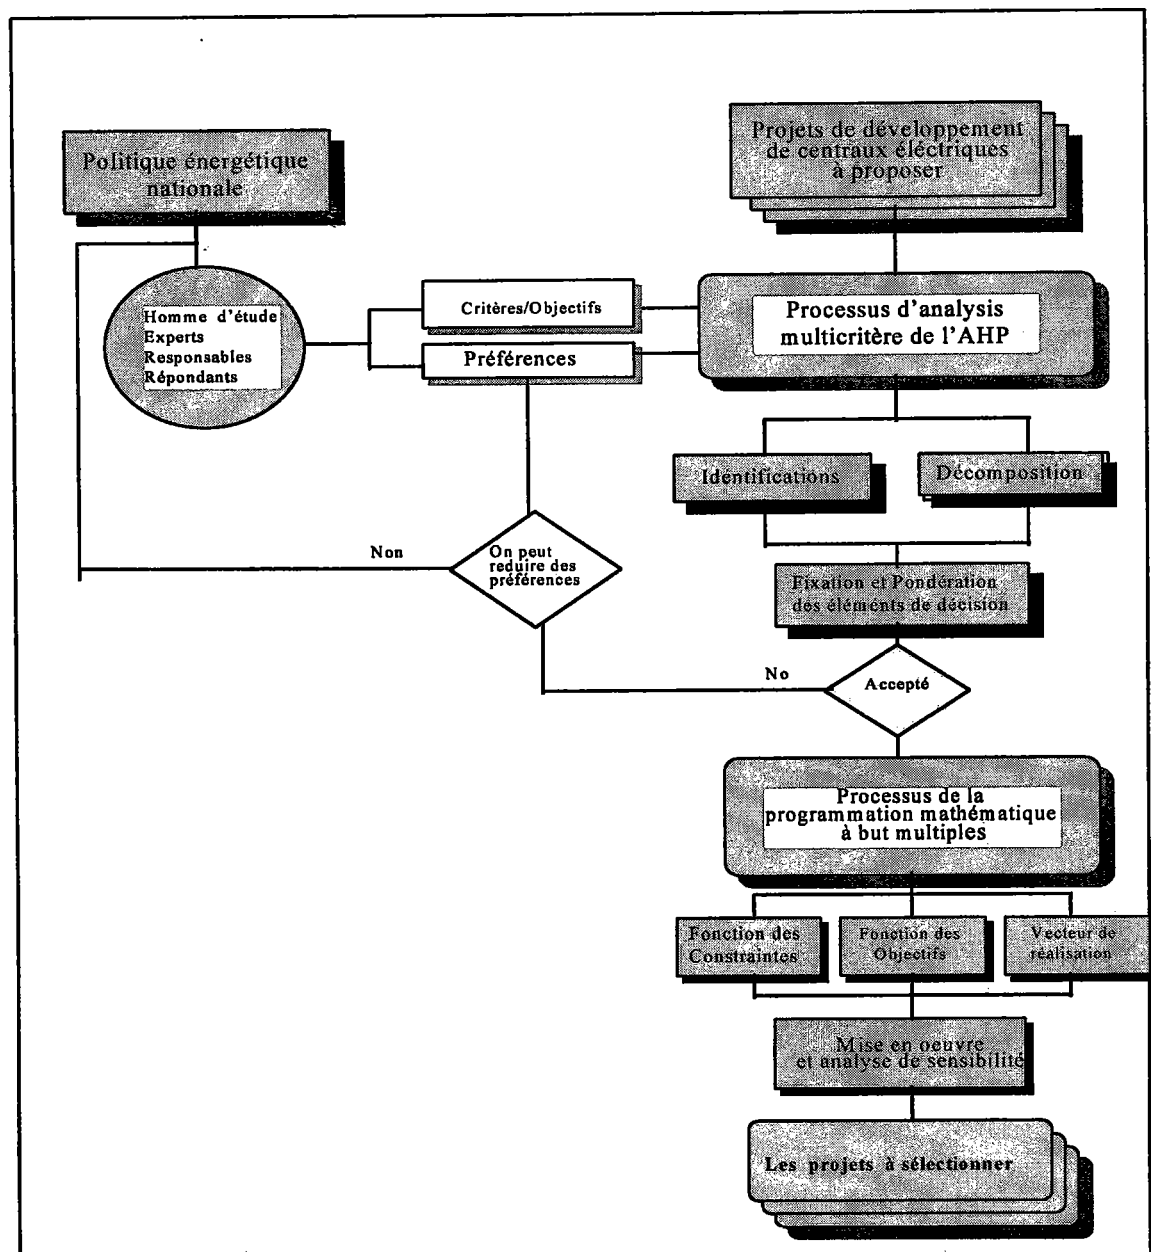 Politique énergétique
nationale
Projets de développement
de centraux éléctriques
à proposer
Homme d'étude
Experts
Responsables
Répondants
Critères/Objectifs
Préférences
Processus d'analysis
multicritère de l'AHP
Idéntifications
Décomposition
Non
On peut
reduire des
préférences
Fixation et Pondération
des éléments de décision
No
Accepté
Processus de la
programmation mathématique
à but multiples
Fonction des
Constraintes
Fonction des
Objectifs
Vecteur de
réalisation
Mise en oeuvre
et analyse de sensibilité
Les projets à sélectionner